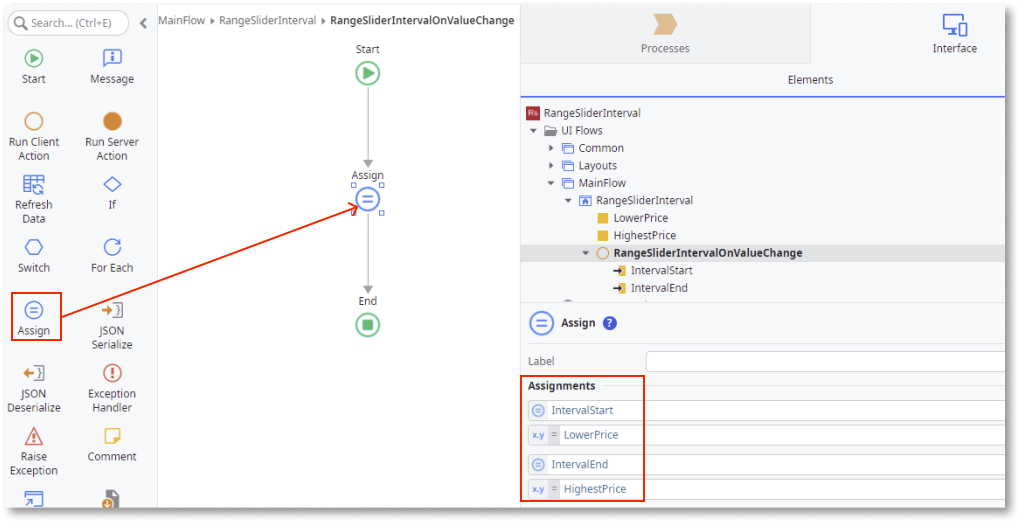 Search... (Ctrl+E)
Start
Message
Run Client
Action
Run Server
Action
Refresh
Data
If
Switch
For Each
Assign
JSON
Serialize
JSON
Deserialize
Exception
Handler
Raise
Exception
Comment
MainFlow ▸ RangeSliderInterval ▸ RangeSliderIntervalOnValueChange
Start
Assign
End
Processes
Interface
Elements
Rs RangeSliderInterval
UI Flows
Common
Layouts
MainFlow
RangeSliderInterval
LowerPrice
HighestPrice
RangeSliderIntervalOnValueChange
IntervalStart
IntervalEnd
Assign ?
Label
Assignments
IntervalStart
x.y = LowerPrice
IntervalEnd
x.y = HighestPrice